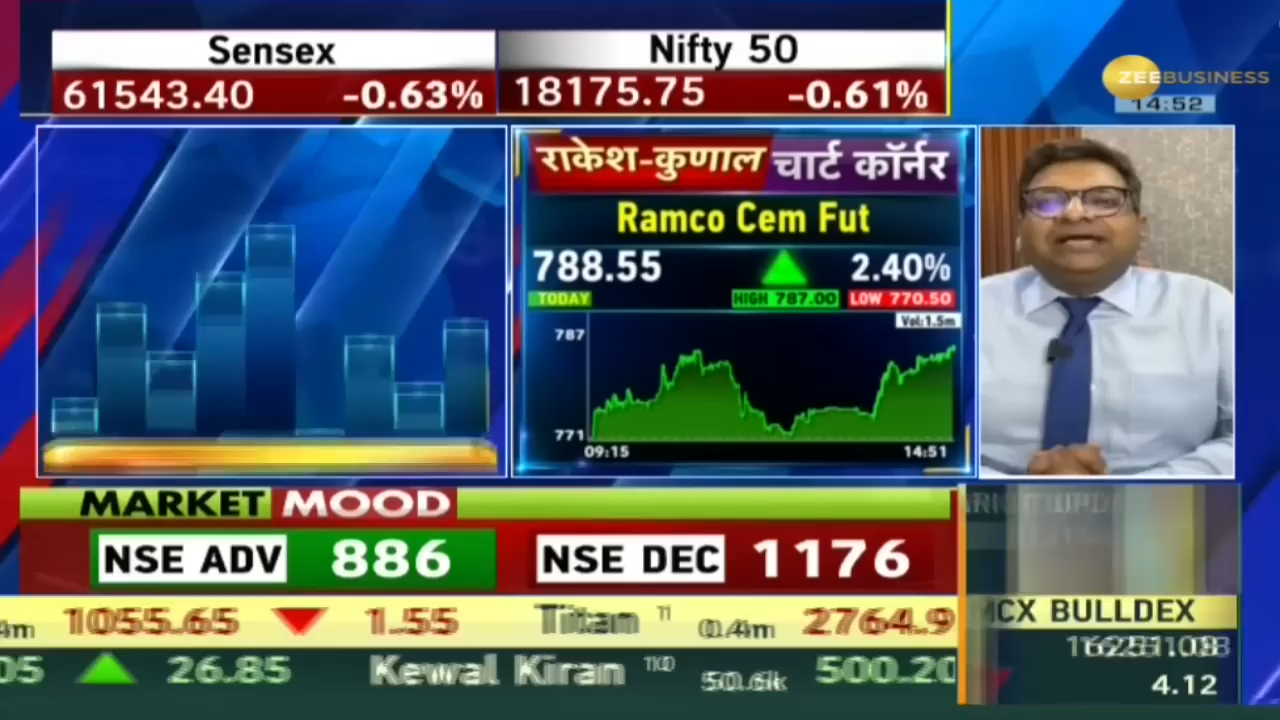 Sensex
61543.40 -0.63%
Nifty 50
18175.75 -0.61%
ZEEBUSINESS
14:52
राकेश-कुणाल चार्ट कॉर्नर
Ramco Cem Fut
788.55 2.40%
TODAY HIGH 787.00 LOW 770.50
Vol:1.5m
787
771
09:15 14:51
MARKET MOOD
NSE ADV 886 NSE DEC 1176
1055.65 1.55 Titan 0.4m 2764.9
05 26.85 Kewal Kiran 50.6k 500.20
MCX BULLDEX
4.12